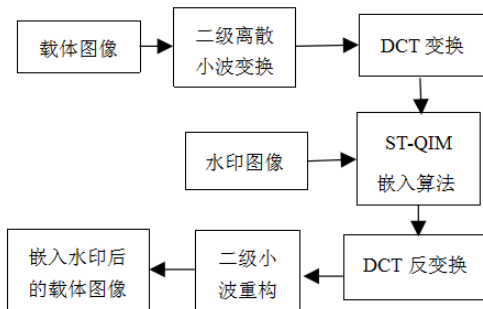 载体图像
二级离散
小波变换
DCT 变换
水印图像
ST-QIM
嵌入算法
嵌入水印后
的载体图像
二级小
波重构
DCT 反变换